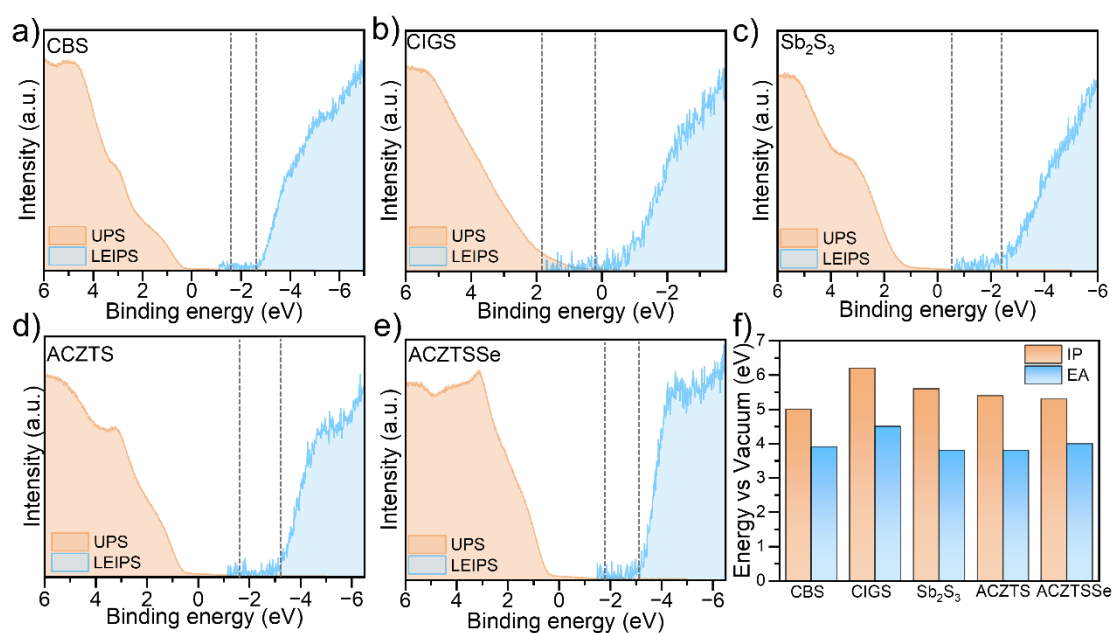 a)
CBS
Intensity (a.u.)
UPS
LEIPS
6 4 2 0 −2 −4 −6
Binding energy (eV)
b)
CIGS
Intensity (a.u.)
UPS
LEIPS
6 4 2 0 −2
Binding energy (eV)
c)
Sb₂S₃
Intensity (a.u.)
UPS
LEIPS
6 4 2 0 −2 −4 −6
Binding energy (eV)
d)
ACZTS
Intensity (a.u.)
UPS
LEIPS
6 4 2 0 −2 −4 −6
Binding energy (eV)
e)
ACZTSSe
Intensity (a.u.)
UPS
LEIPS
6 4 2 0 −2 −4 −6
Binding energy (eV)
f)
Energy vs Vacuum (eV)
7
6
5
4
3
2
1
0
IP
EA
CBS CIGS Sb₂S₃ ACZTS ACZTSSe